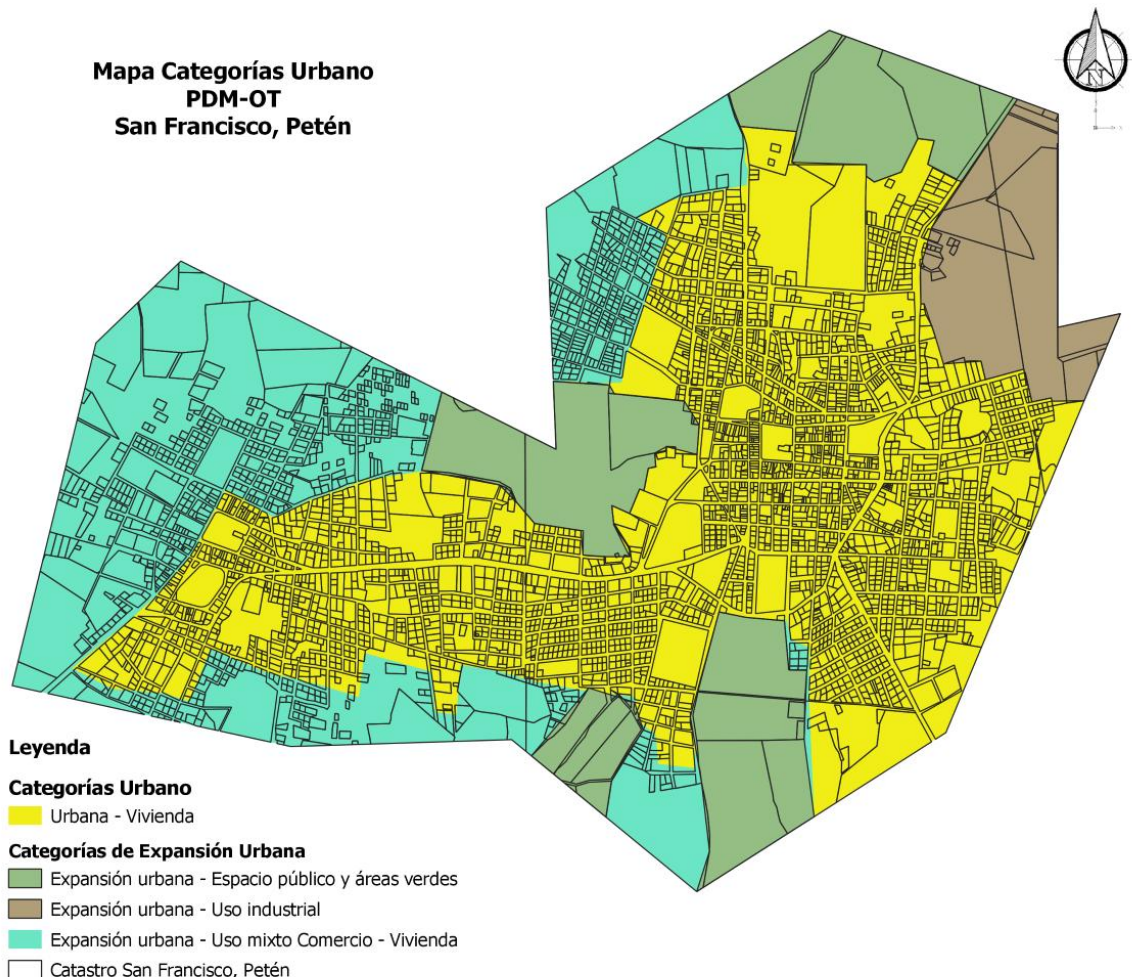 Mapa Categorías Urbano
PDM-OT
San Francisco, Petén
N
Leyenda
Categorías Urbano
Urbana - Vivienda
Categorías de Expansión Urbana
Expansión urbana - Espacio público y áreas verdes
Expansión urbana - Uso industrial
Expansión urbana - Uso mixto Comercio - Vivienda
Catastro San Francisco, Petén